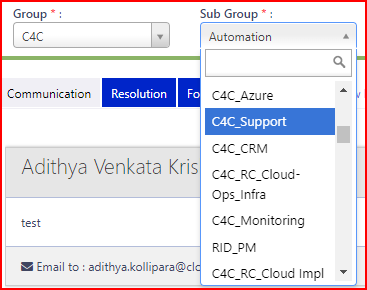 Group * :
Sub Group * :
C4C
Automation
Communication
Resolution
C4C_Azure
C4C_Support
C4C_CRM
C4C_RC_Cloud-
Ops_Infra
C4C_Monitoring
RID_PM
C4C_RC_Cloud Impl
Adithya Venkata Kris
test
Email to : adithya.kollipara@clo